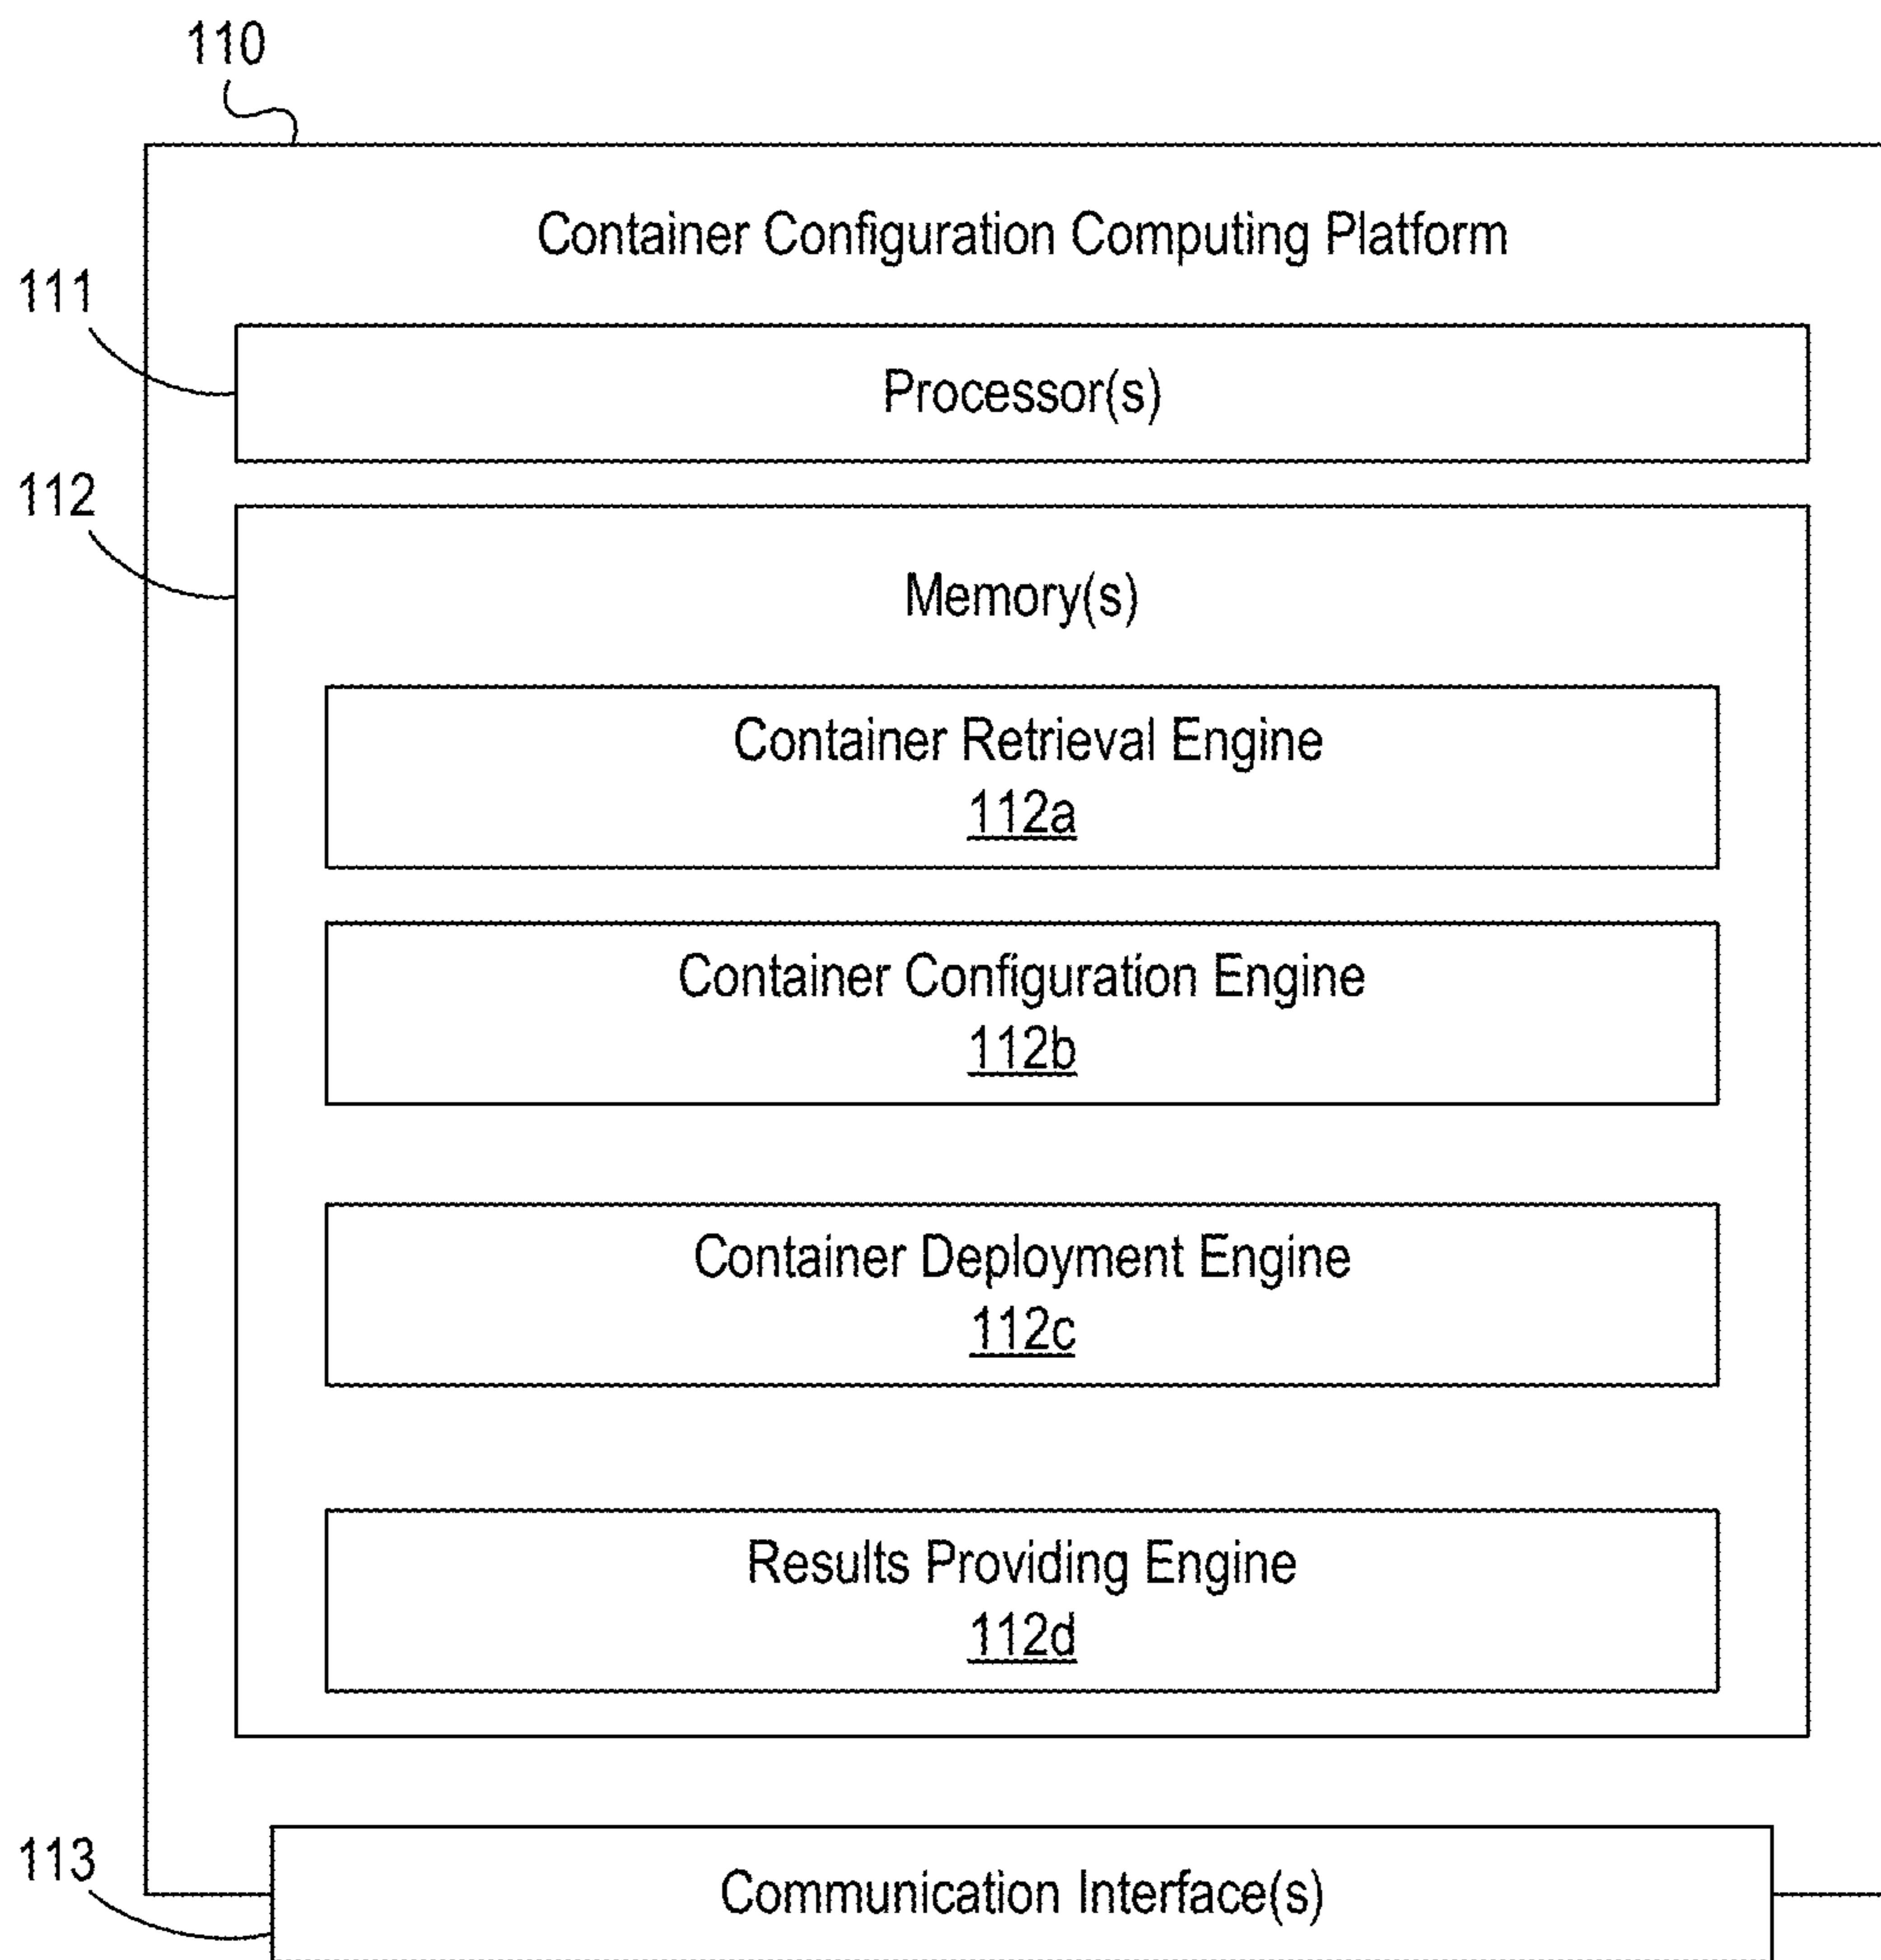 110
Container Configuration Computing Platform
111
Processor(s)
112
Memory(s)
Container Retrieval Engine
112a
Container Configuration Engine
112b
Container Deployment Engine
112c
Results Providing Engine
112d
113
Communication Interface(s)